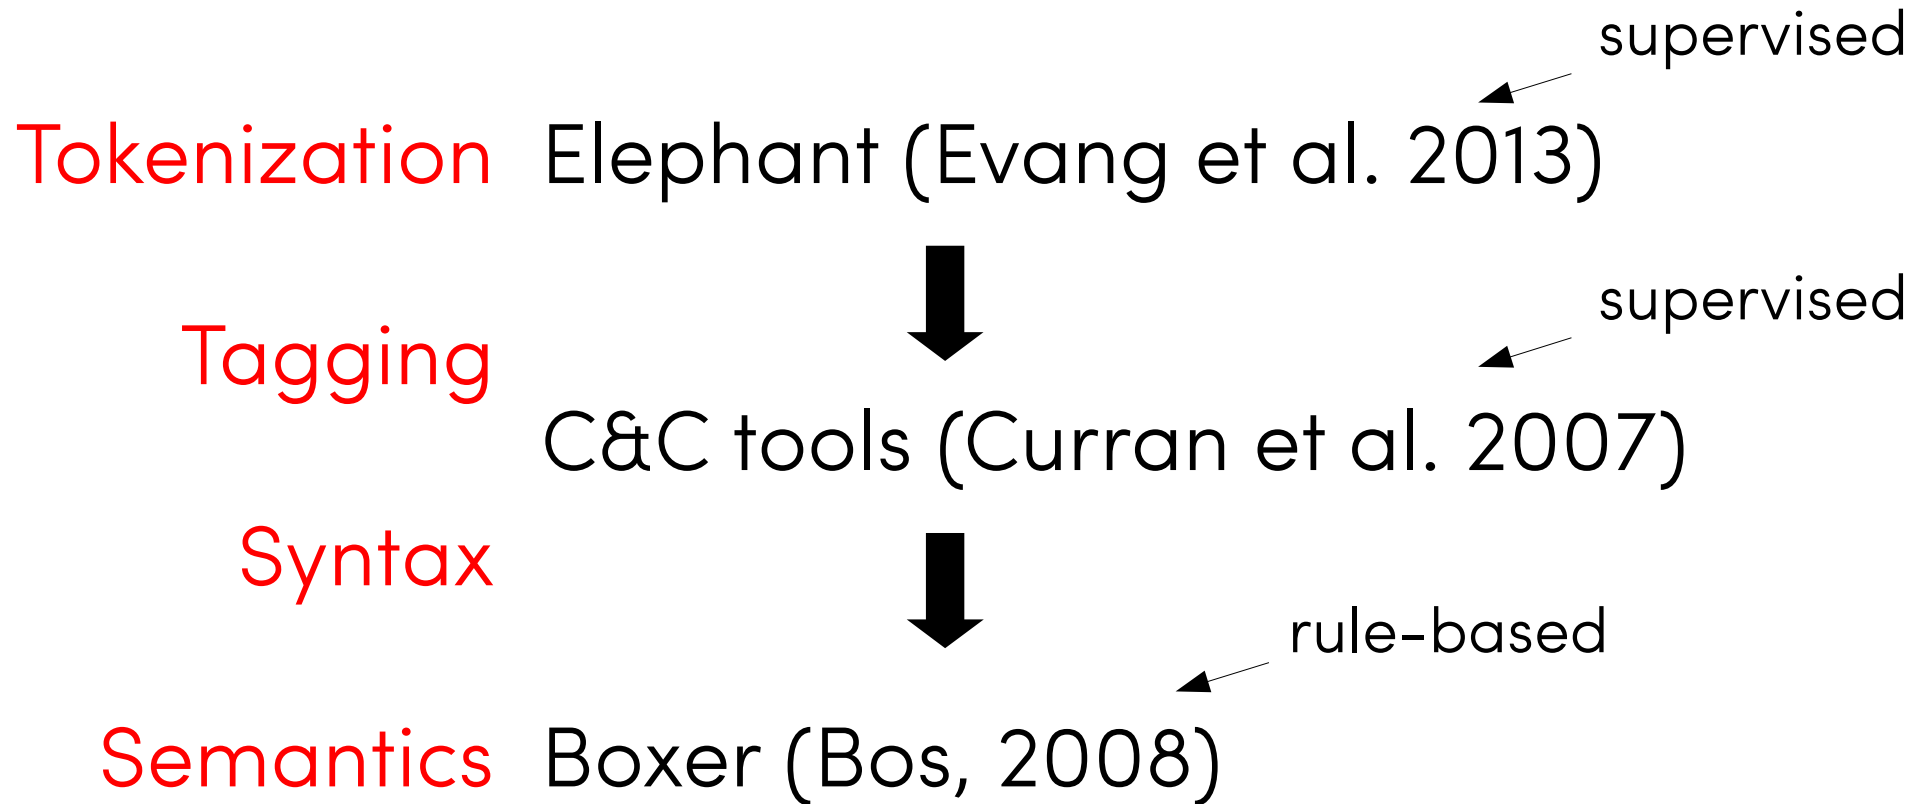 supervised
Tokenization Elephant (Evang et al. 2013)
supervised
Tagging
C&C tools (Curran et al. 2007)
Syntax
rule-based
Semantics Boxer (Bos, 2008)